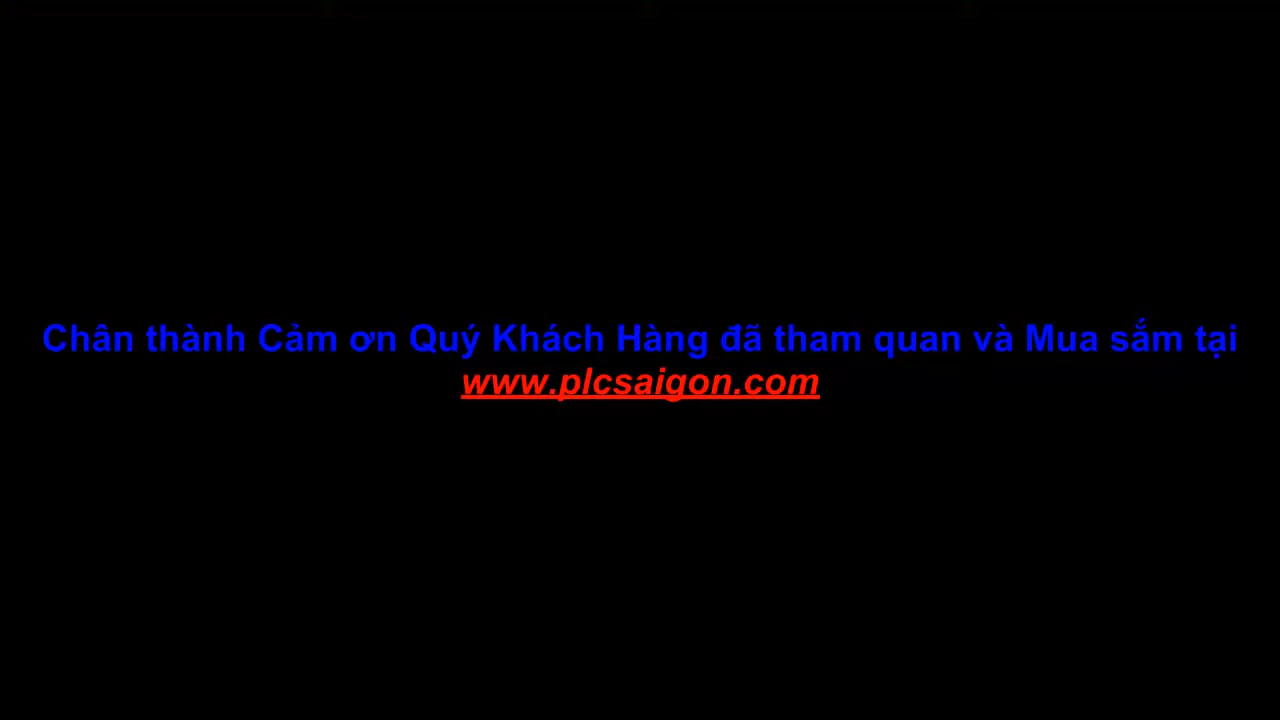 Chân thành Cảm ơn Quý Khách Hàng đã tham quan và Mua sắm tại
www.plcsaigon.com